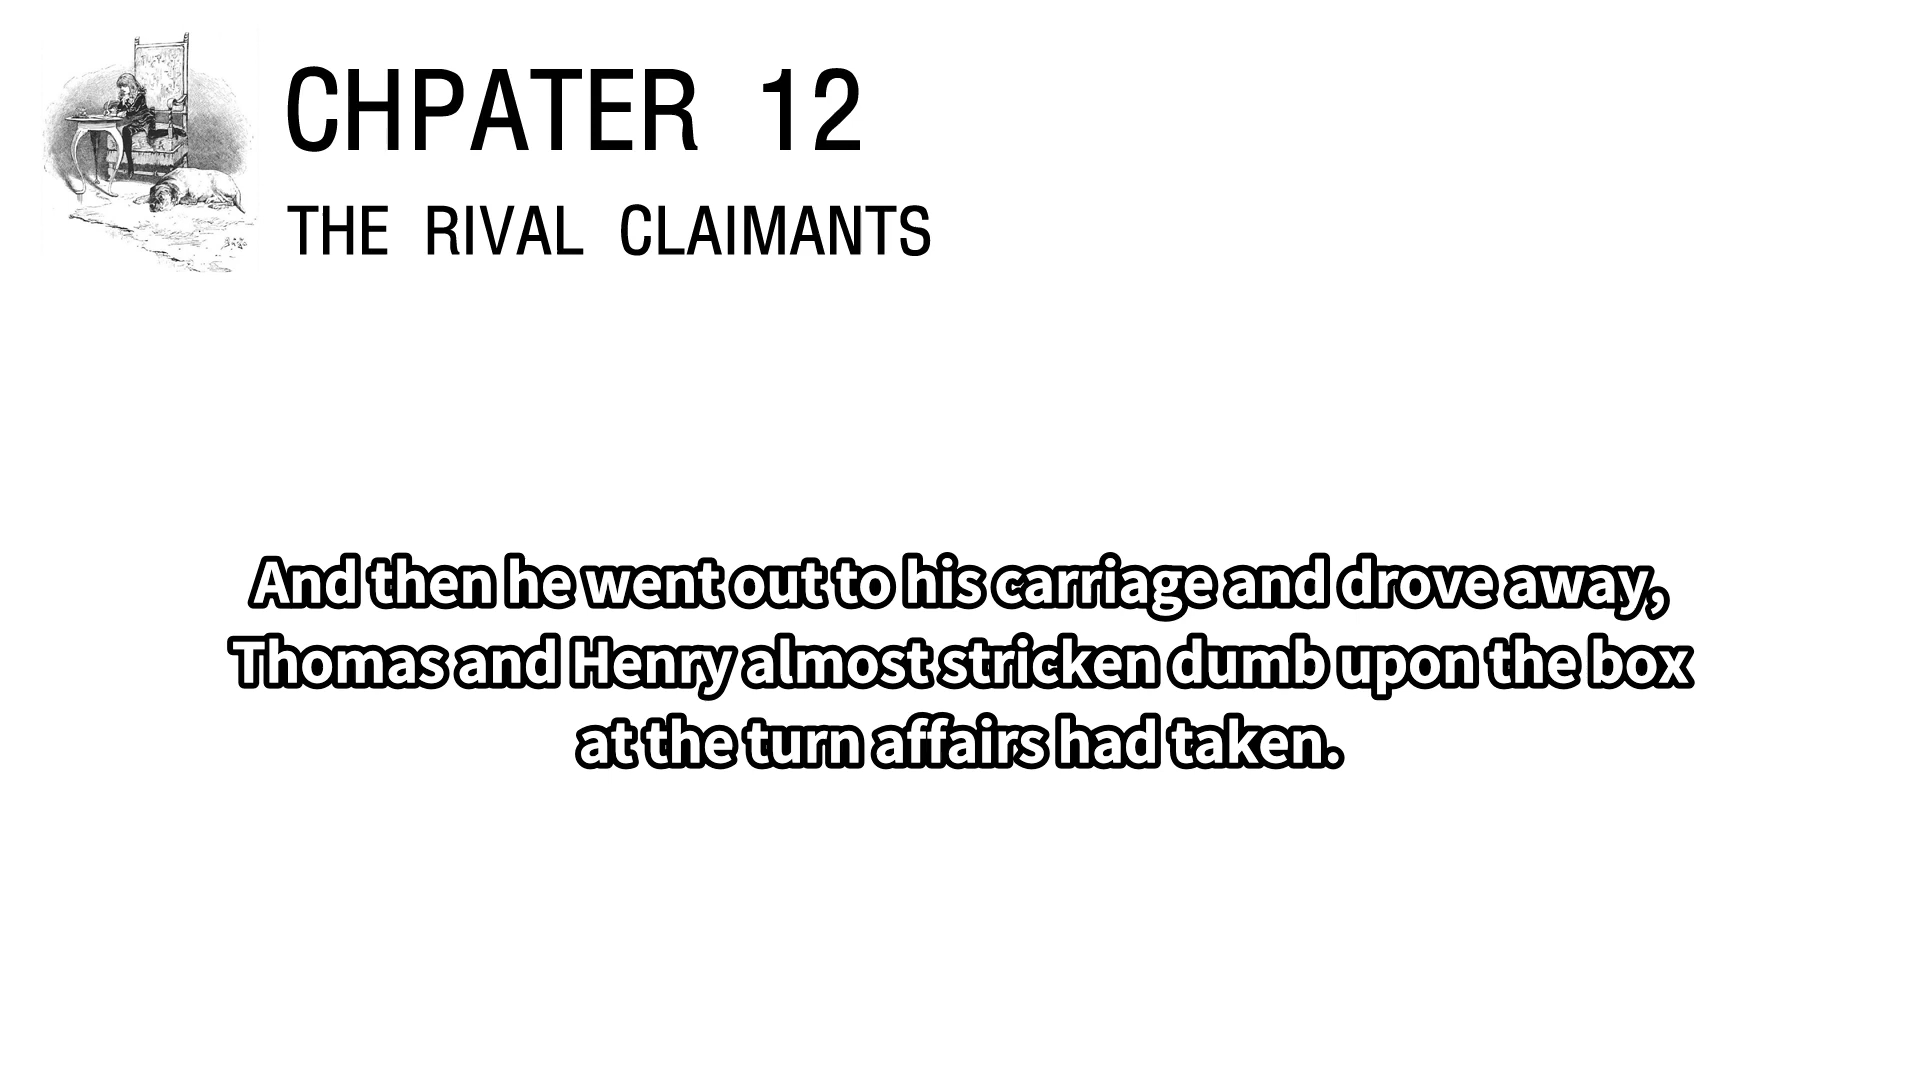 CHPATER 12
THE RIVAL CLAIMANTS
And then he went out to his carriage and drove away,
Thomas and Henry almost stricken dumb upon the box
at the turn affairs had taken.